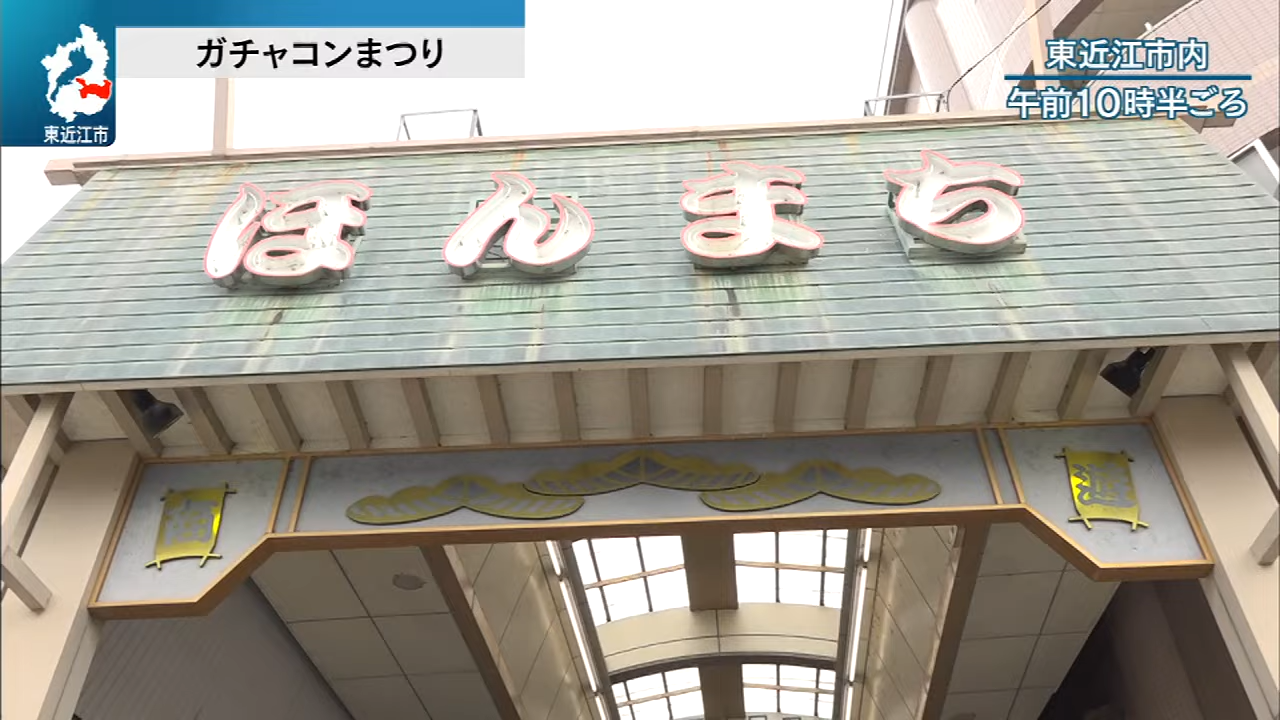 ガチャコンまつり
東近江市
東近江市内
午前10時半ごろ
ほんまち